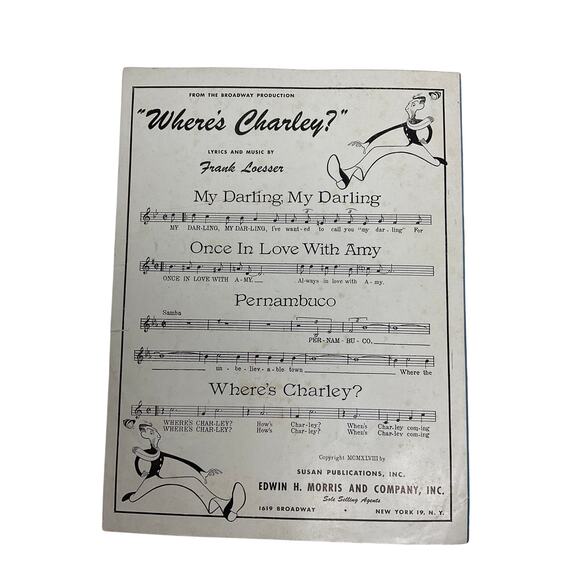 FROM THE BROADWAY PRODUCTION
"Where's Charley?"
LYRICS AND MUSIC BY
Frank Loesser
My Darling, My Darling
MY DAR-LING, MY DAR-LING, I've want-ed to call you "my dar-ling" For
Once In Love With Amy
ONCE IN LOVE WITH A-MY. Al-ways in love with A-my.
Pernambuco
Samba
PER-NAM-BU-CO,
un-be-liev-a-ble town Where the
Where's Charley?
WHERE'S CHAR-LEY? How's Char-ley? When's Char-ley com-ing
WHERE'S CHAR-LEY? How's Char-ley? When's Char-ley com-ing
Copyright MCMXLVIII by
SUSAN PUBLICATIONS, INC.
EDWIN H. MORRIS AND COMPANY, INC.
Sole Selling Agents
1619 BROADWAY • NEW YORK 19, N. Y.